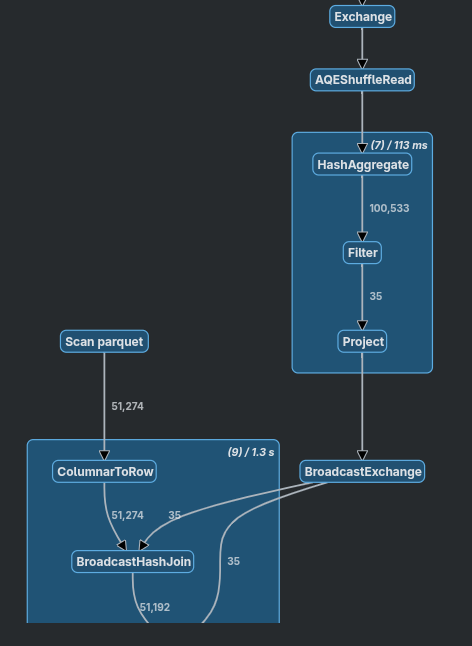 Exchange
AQEShuffleRead
(7) / 113 ms
HashAggregate
100,533
Filter
35
Project
Scan parquet
51,274
(9) / 1.3 s
ColumnarToRow
BroadcastExchange
51,274
35
BroadcastHashJoin
35
51,192